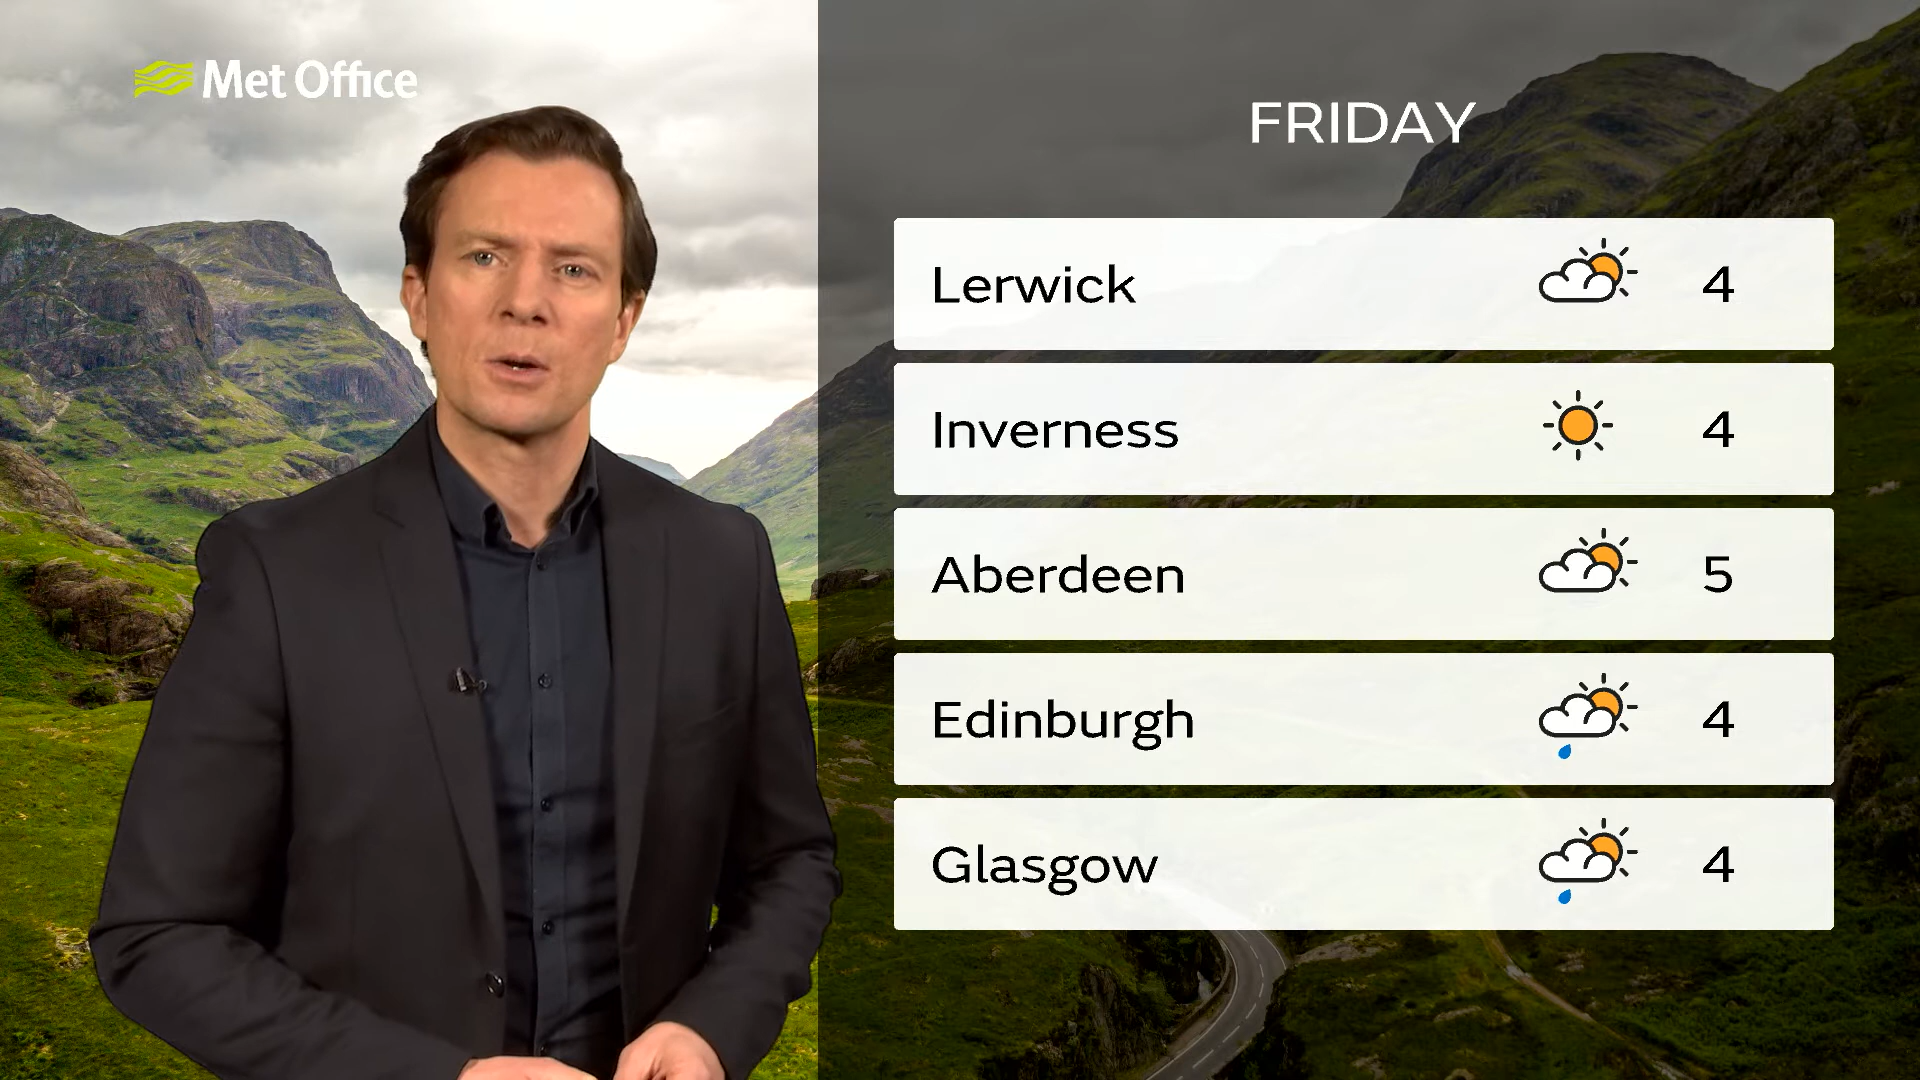 Met Office
FRIDAY
Lerwick 4
Inverness 4
Aberdeen 5
Edinburgh 4
Glasgow 4